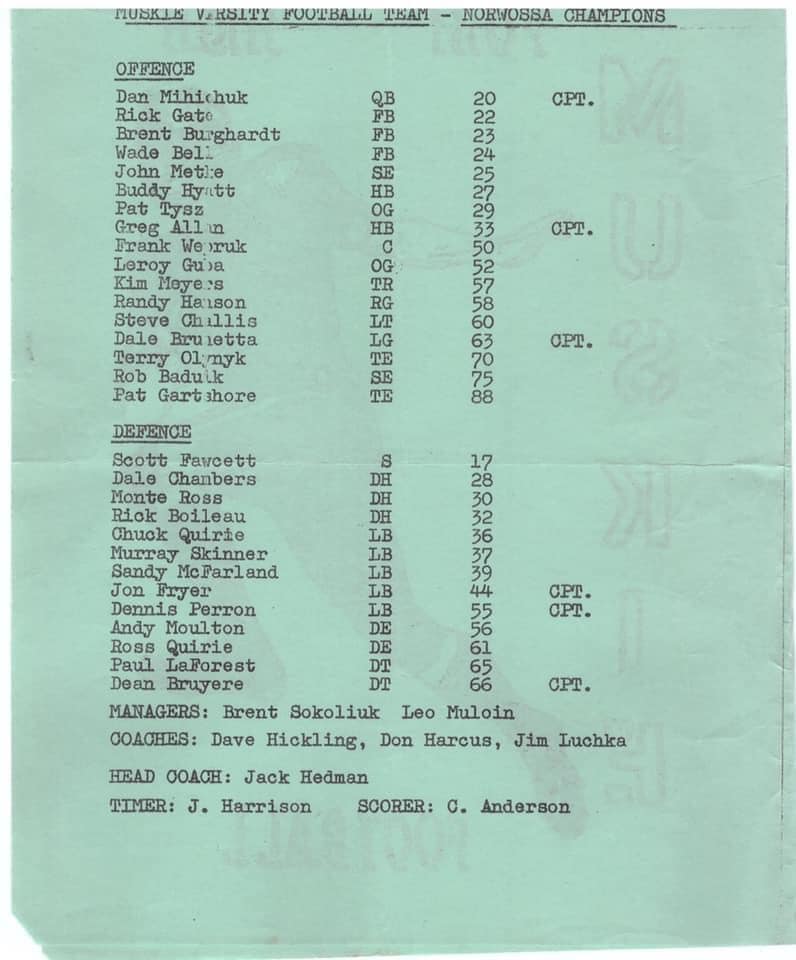 MUSKIE VARSITY FOOTBALL TEAM - NORWOSSA CHAMPIONS
OFFENCE
Dan Mihichuk QB 20 CPT.
Rick Gate FB 22
Brent Burghardt FB 23
Wade Bell FB 24
John Metke SE 25
Buddy Hyatt HB 27
Pat Tysz OG 29
Greg Allan HB 33 CPT.
Frank Wepruk C 50
Leroy Guba OG 52
Kim Meyers TR 57
Randy Hanson RG 58
Steve Challis LT 60
Dale Brunetta LG 63 CPT.
Terry Olynyk TE 70
Rob Badiuk SE 75
Pat Gartshore TE 88
DEFENCE
Scott Fawcett S 17
Dale Chambers DH 28
Monte Ross DH 30
Rick Boileau DH 32
Chuck Quirie LB 36
Murray Skinner LB 37
Sandy McFarland LB 39
Jon Fryer LB 44 CPT.
Dennis Perron LB 55 CPT.
Andy Moulton DE 56
Ross Quirie DE 61
Paul LaForest DT 65
Dean Bruyere DT 66 CPT.
MANAGERS: Brent Sokoliuk Leo Muloin
COACHES: Dave Hickling, Don Harcus, Jim Luchka
HEAD COACH: Jack Hedman
TIMER: J. Harrison SCORER: C. Anderson
MUSKIE
FOOTBALL